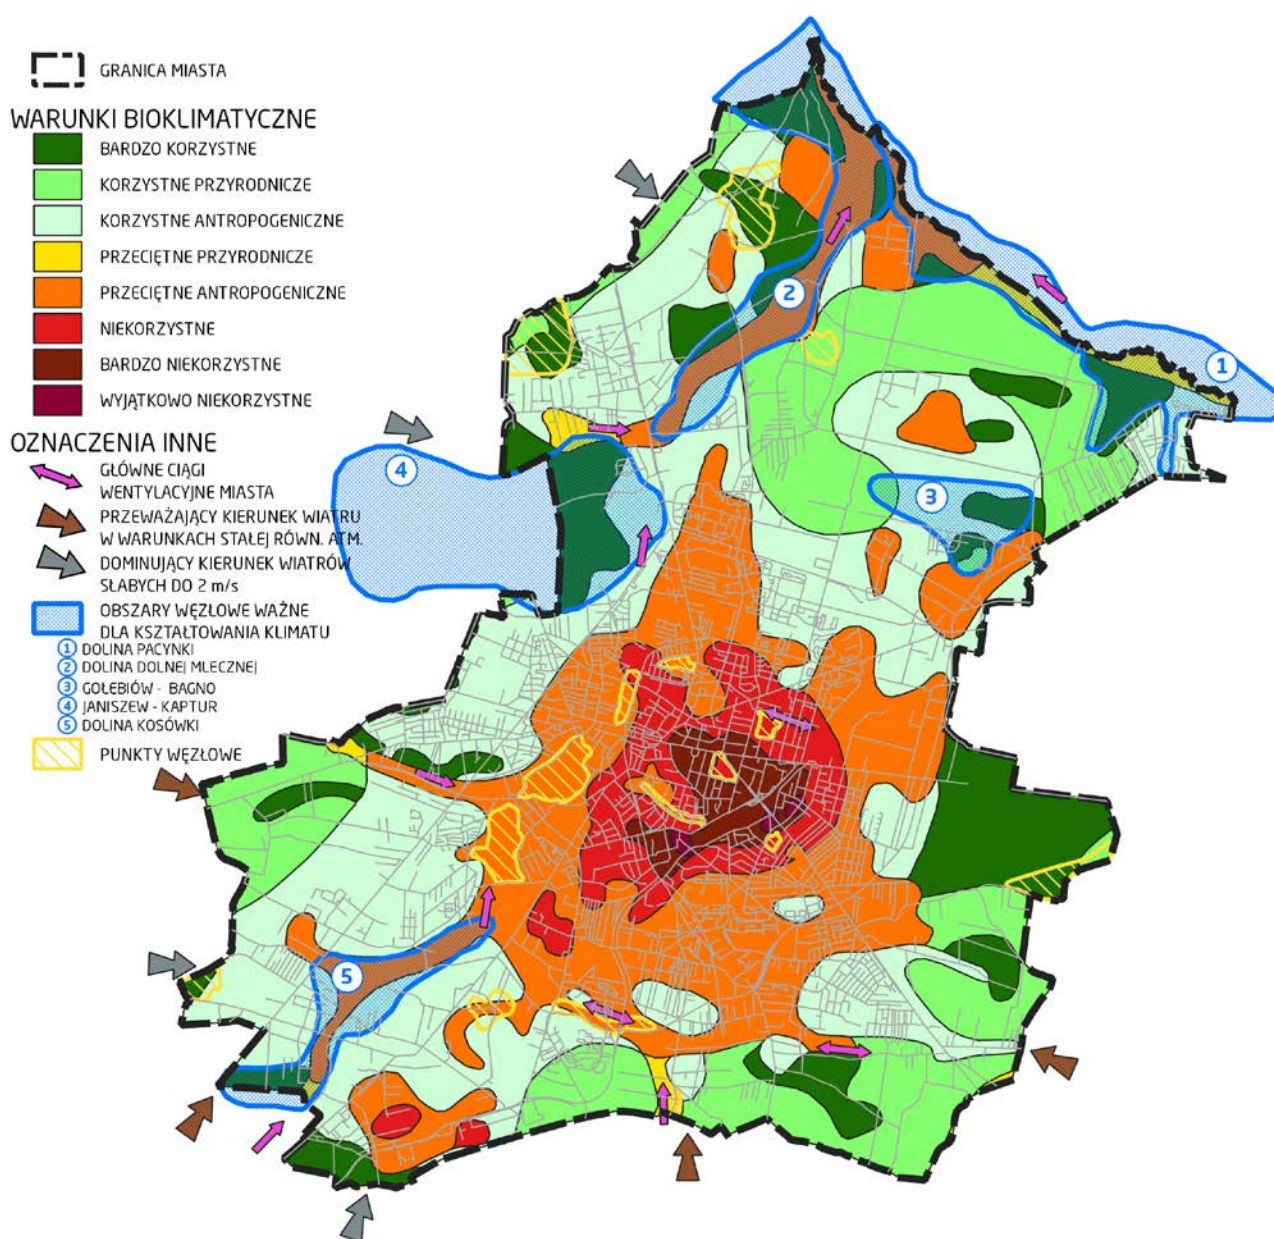 GRANICA MIASTA
WARUNKI BIOKLIMATYCZNE
BARDZO KORZYSTNE
KORZYSTNE PRZYRODNICZE
KORZYSTNE ANTROPOGENICZNE
PRZECIĘTNE PRZYRODNICZE
PRZECIĘTNE ANTROPOGENICZNE
NIEKORZYSTNE
BARDZO NIEKORZYSTNE
WYJĄTKOWO NIEKORZYSTNE
OZNACZENIA INNE
GŁÓWNE CIĄGI
WENTYLACYJNE MIASTA
PRZEWAŻAJĄCY KIERUNEK WIATRU
W WARUNKACH STAŁEJ RÓWN. ATM.
DOMINUJĄCY KIERUNEK WIATRÓW
SŁABYCH DO 2 m/s
OBSZARY WĘZŁOWE WAŻNE
DLA KSZTAŁTOWANIA KLIMATU
1 DOLINA PACYNKI
2 DOLINA DOLNEJ MLECZNEJ
3 GOŁĘBIÓW - BAGNO
4 JANISZEW - KAPTUR
5 DOLINA KOSÓWKI
PUNKTY WĘZŁOWE
2
1
4
3
5